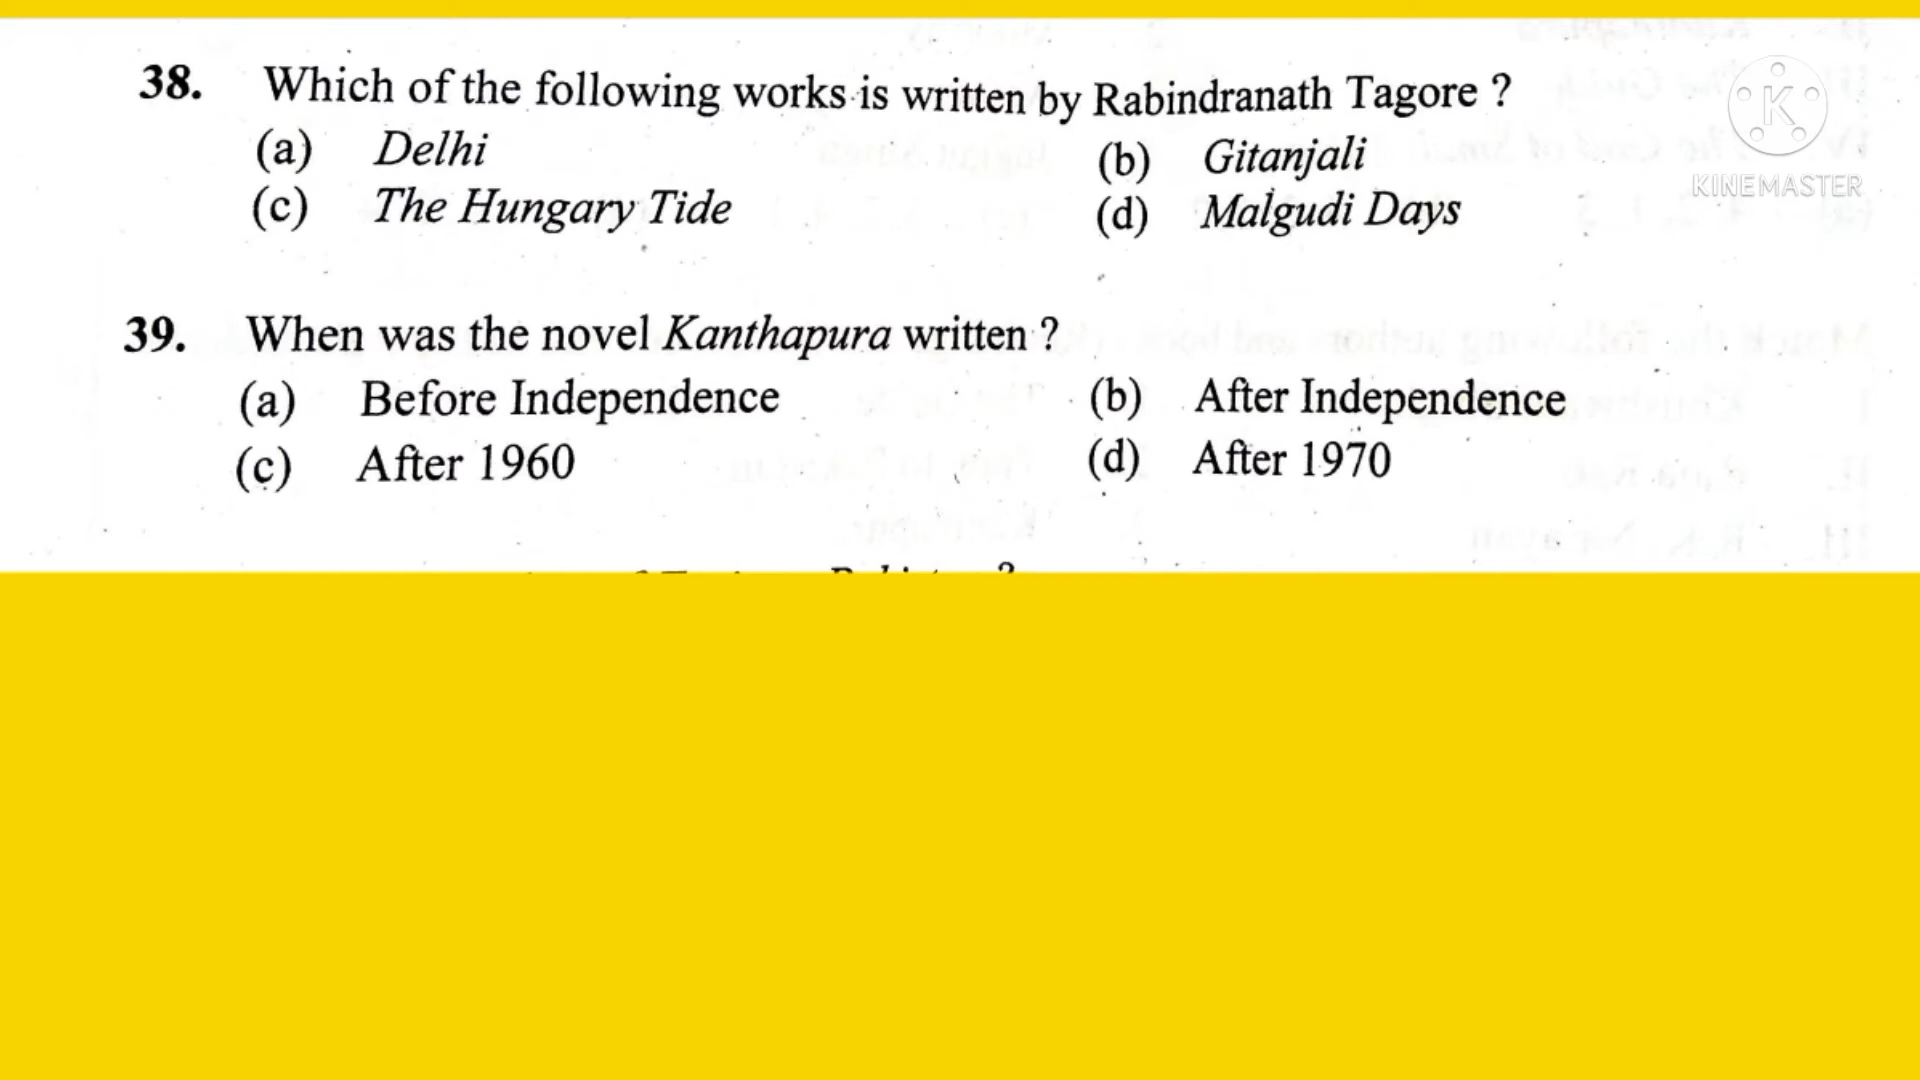 38. Which of the following works is written by Rabindranath Tagore ?
(a) Delhi (b) Gitanjali
(c) The Hungary Tide (d) Malgudi Days
K
KINEMASTER
39. When was the novel Kanthapura written ?
(a) Before Independence (b) After Independence
(c) After 1960 (d) After 1970